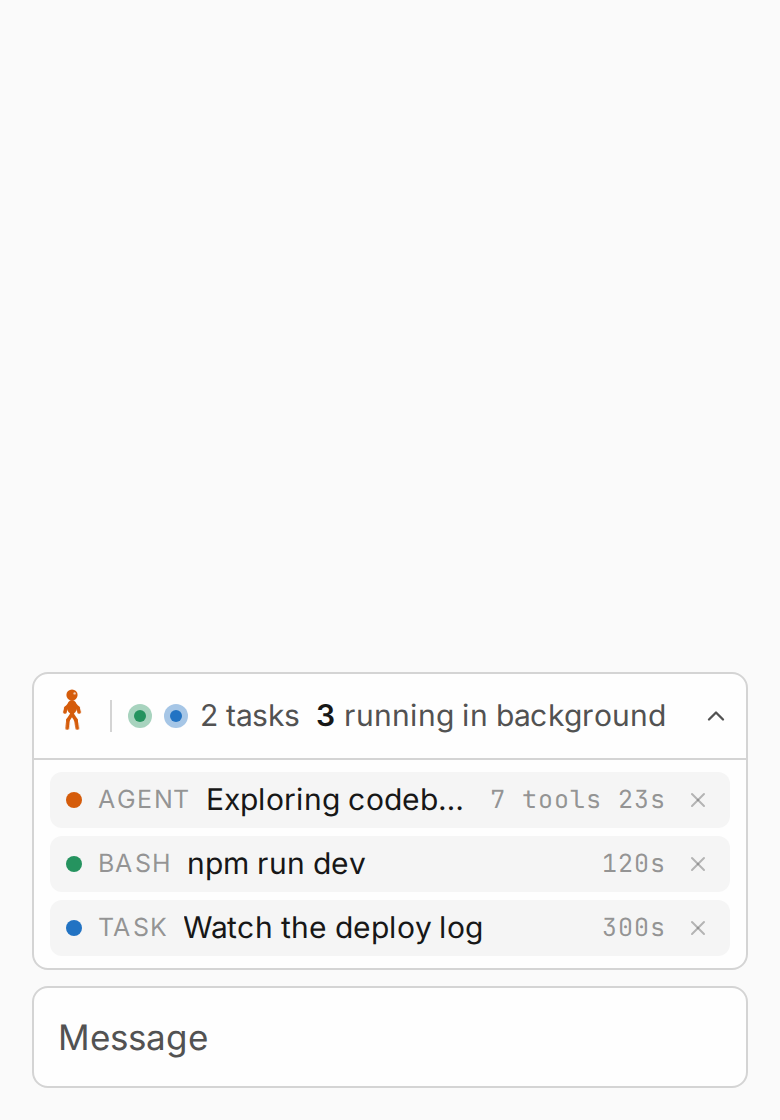 2 tasks 3 running in background
AGENT Exploring codeb... 7 tools 23s
BASH npm run dev 120s
TASK Watch the deploy log 300s
Message